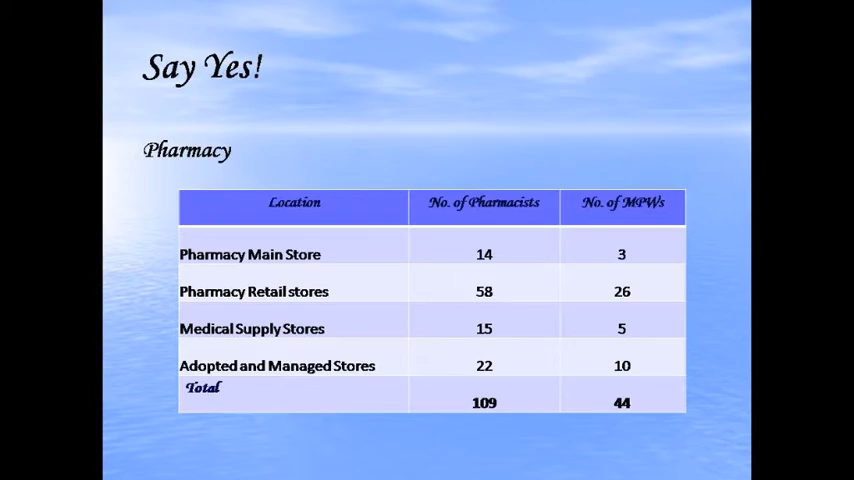 Say Yes!
Pharmacy
Location No. of Pharmacists No. of MPWs
Pharmacy Main Store 14 3
Pharmacy Retail stores 58 26
Medical Supply Stores 15 5
Adopted and Managed Stores 22 10
Total 109 44